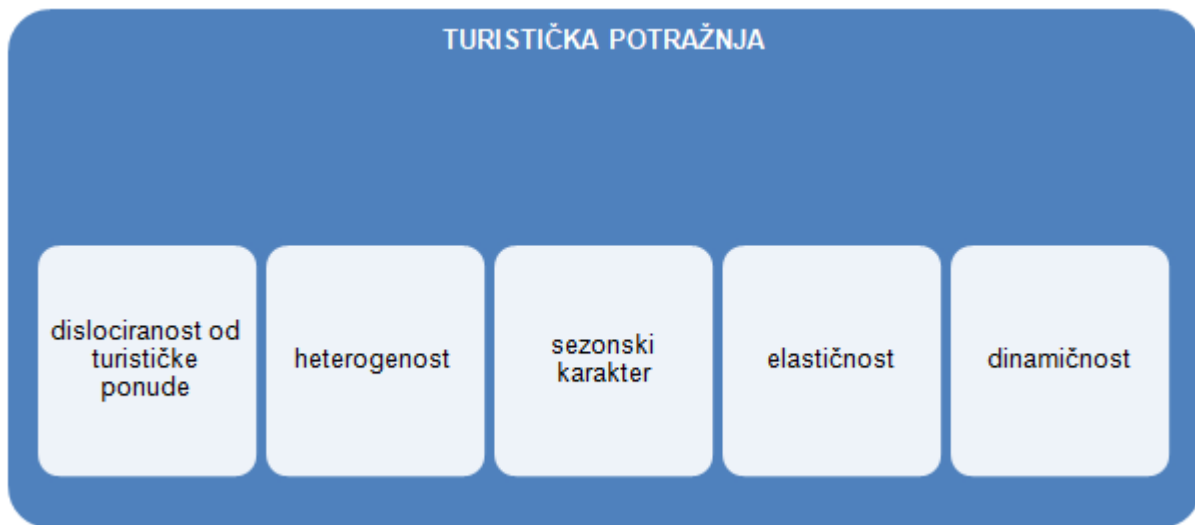 TURISTIČKA POTRAŽNJA
dislociranost od
turističke
ponude
heterogenost
sezonski
karakter
elastičnost
dinamičnost